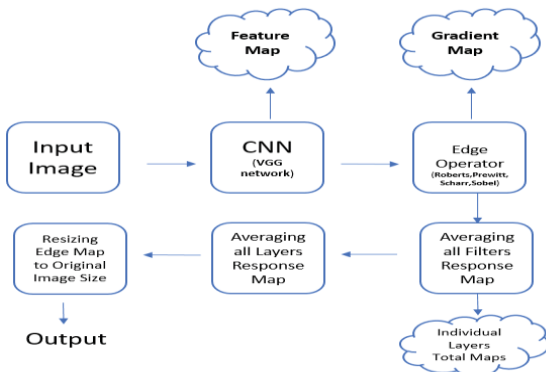 Feature
Map
Gradient
Map
Input
Image
CNN
(VGG
network)
Edge
Operator
(Roberts,Prewitt,
Scharr,Sobel)
Resizing
Edge Map
to Original
Image Size
Averaging
all Layers
Response
Map
Averaging
all Filters
Response
Map
Output
Individual
Layers
Total Maps